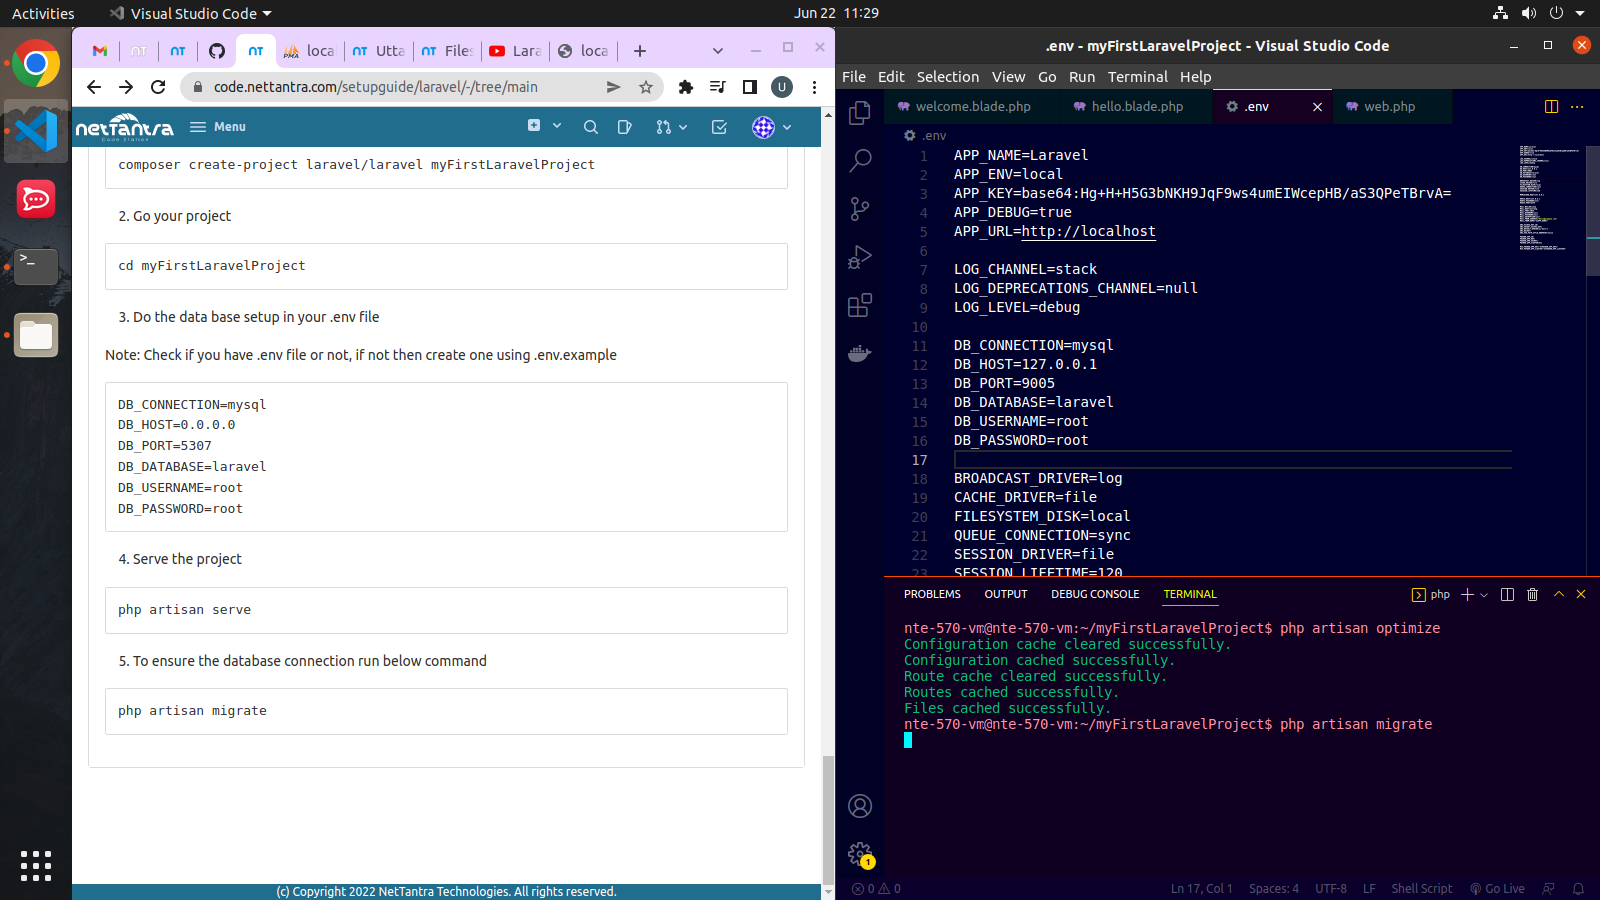 Activities
Visual Studio Code
Jun 22 11:29
loca
Utta
Files
Lara
loca
code.nettantra.com/setupguide/laravel/-/tree/main
U
netTantra
Code Station
Menu
composer create-project laravel/laravel myFirstLaravelProject
2. Go your project
cd myFirstLaravelProject
3. Do the data base setup in your .env file
Note: Check if you have .env file or not, if not then create one using .env.example
DB_CONNECTION=mysql
DB_HOST=0.0.0.0
DB_PORT=5307
DB_DATABASE=laravel
DB_USERNAME=root
DB_PASSWORD=root
4. Serve the project
php artisan serve
5. To ensure the database connection run below command
php artisan migrate
(c) Copyright 2022 NetTantra Technologies. All rights reserved.
.env - myFirstLaravelProject - Visual Studio Code
File Edit Selection View Go Run Terminal Help
welcome.blade.php hello.blade.php .env web.php
.env
1 APP_NAME=Laravel
2 APP_ENV=local
3 APP_KEY=base64:Hg+H+H5G3bNKH9JqF9ws4umEIWcepHB/aS3QPeTBrvA=
4 APP_DEBUG=true
5 APP_URL=http://localhost
6
7 LOG_CHANNEL=stack
8 LOG_DEPRECATIONS_CHANNEL=null
9 LOG_LEVEL=debug
10
11 DB_CONNECTION=mysql
12 DB_HOST=127.0.0.1
13 DB_PORT=9005
14 DB_DATABASE=laravel
15 DB_USERNAME=root
16 DB_PASSWORD=root
17
18 BROADCAST_DRIVER=log
19 CACHE_DRIVER=file
20 FILESYSTEM_DISK=local
21 QUEUE_CONNECTION=sync
22 SESSION_DRIVER=file
23 SESSION_LIFETIME=120
PROBLEMS OUTPUT DEBUG CONSOLE TERMINAL php
nte-570-vm@nte-570-vm:~/myFirstLaravelProject$ php artisan optimize
Configuration cache cleared successfully.
Configuration cached successfully.
Route cache cleared successfully.
Routes cached successfully.
Files cached successfully.
nte-570-vm@nte-570-vm:~/myFirstLaravelProject$ php artisan migrate
1
0 0 Ln 17, Col 1 Spaces: 4 UTF-8 LF Shell Script Go Live